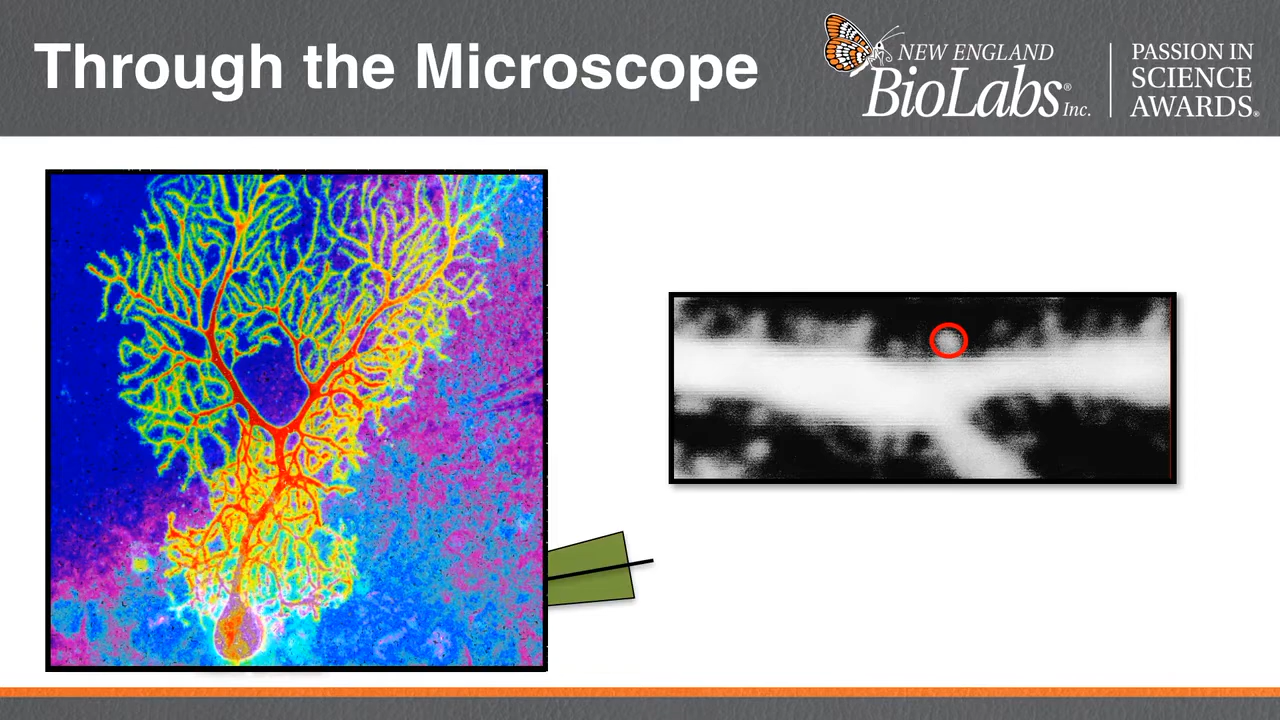 Through the Microscope
NEW ENGLAND
BioLabs® Inc.
PASSION IN
SCIENCE
AWARDS®